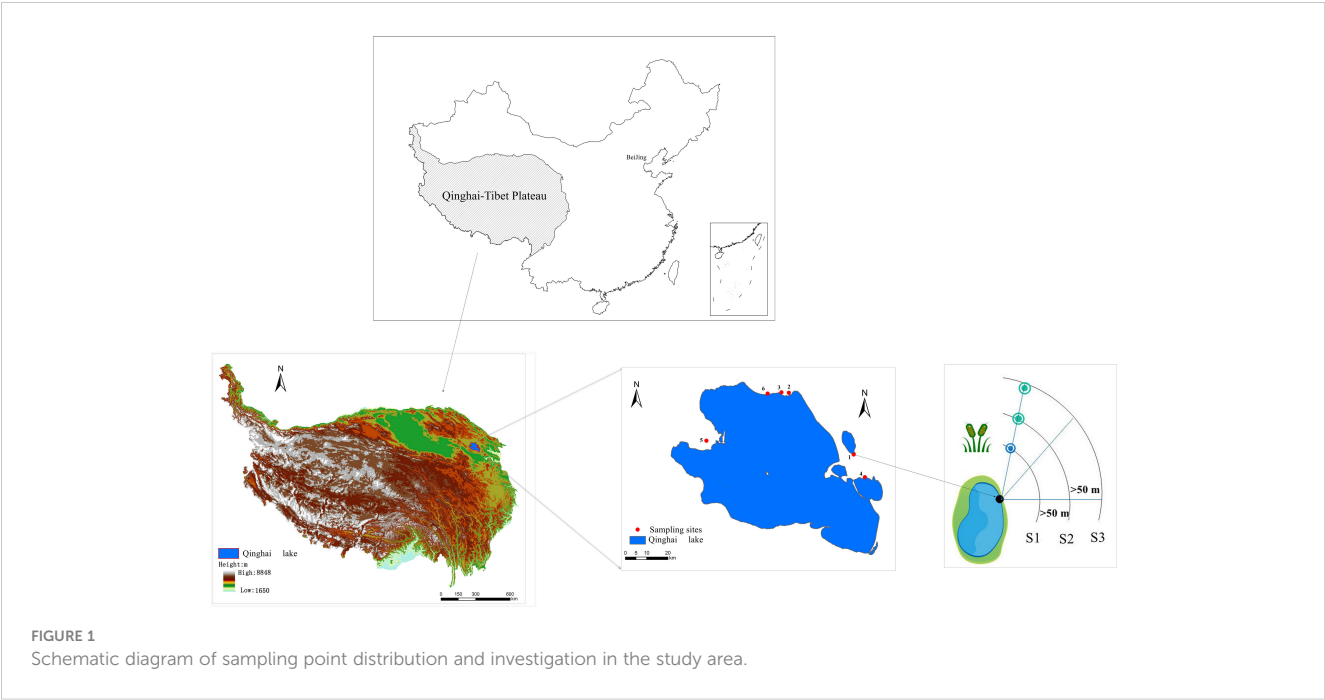 BeiJing
Qinghai-Tibet Plateau
N
Qinghai lake
Height:m
High:8848
Low:1650
0 150 300 600
km
N
N
6 3 2
5
1
4
Sampling sites
Qinghai lake
0 5 10 20
km
>50 m
>50 m
S1 S2 S3
FIGURE 1
Schematic diagram of sampling point distribution and investigation in the study area.